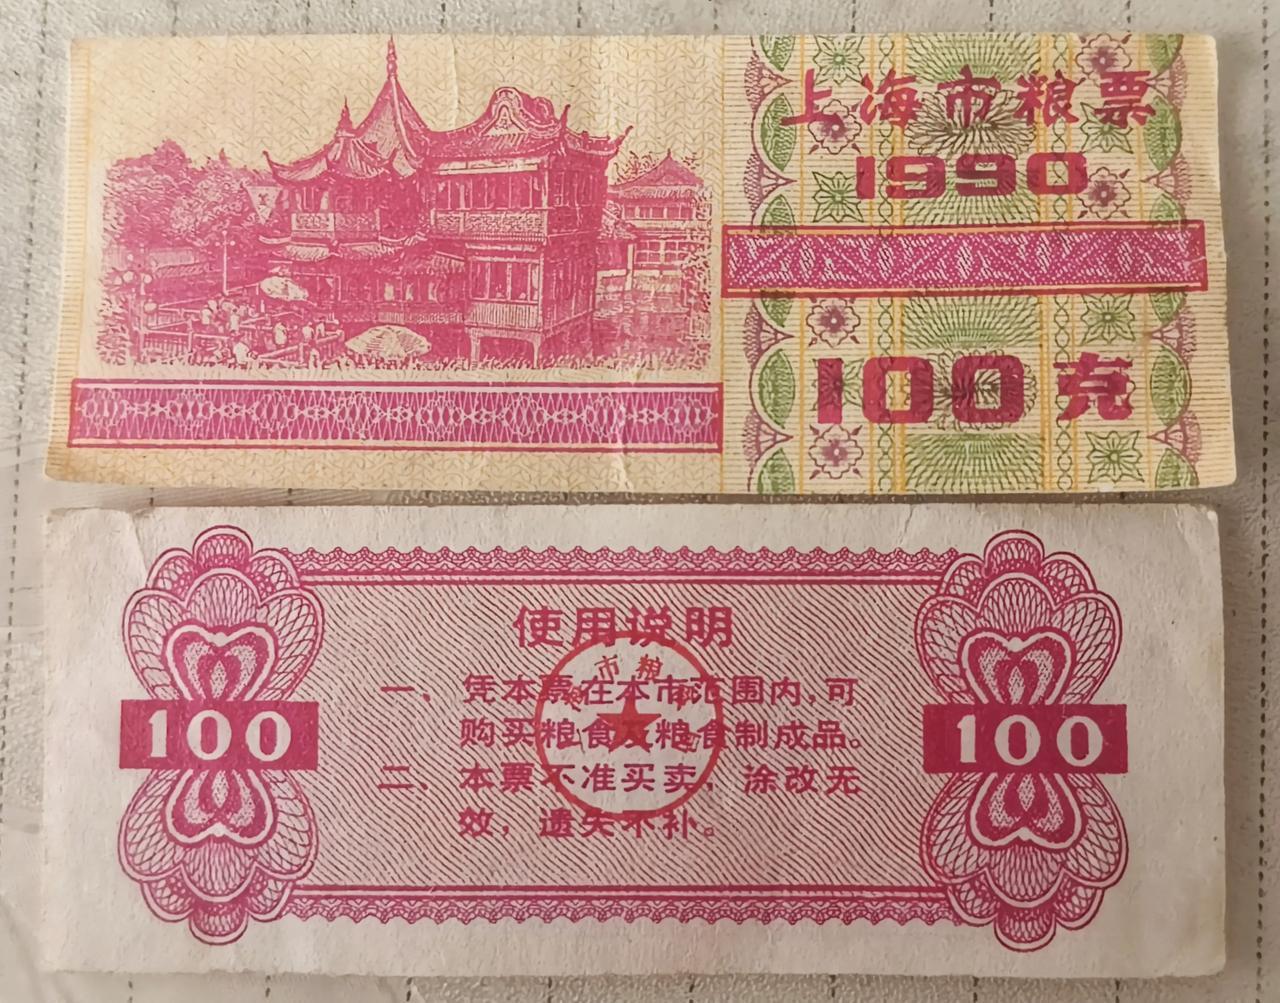 上海市粮票
1990
100克
使用说明
一、凭本票在本市范围内,可
购买粮食及粮食制成品。
二、本票不准买卖,涂改无
效,遗失不补。
100
100
市粮